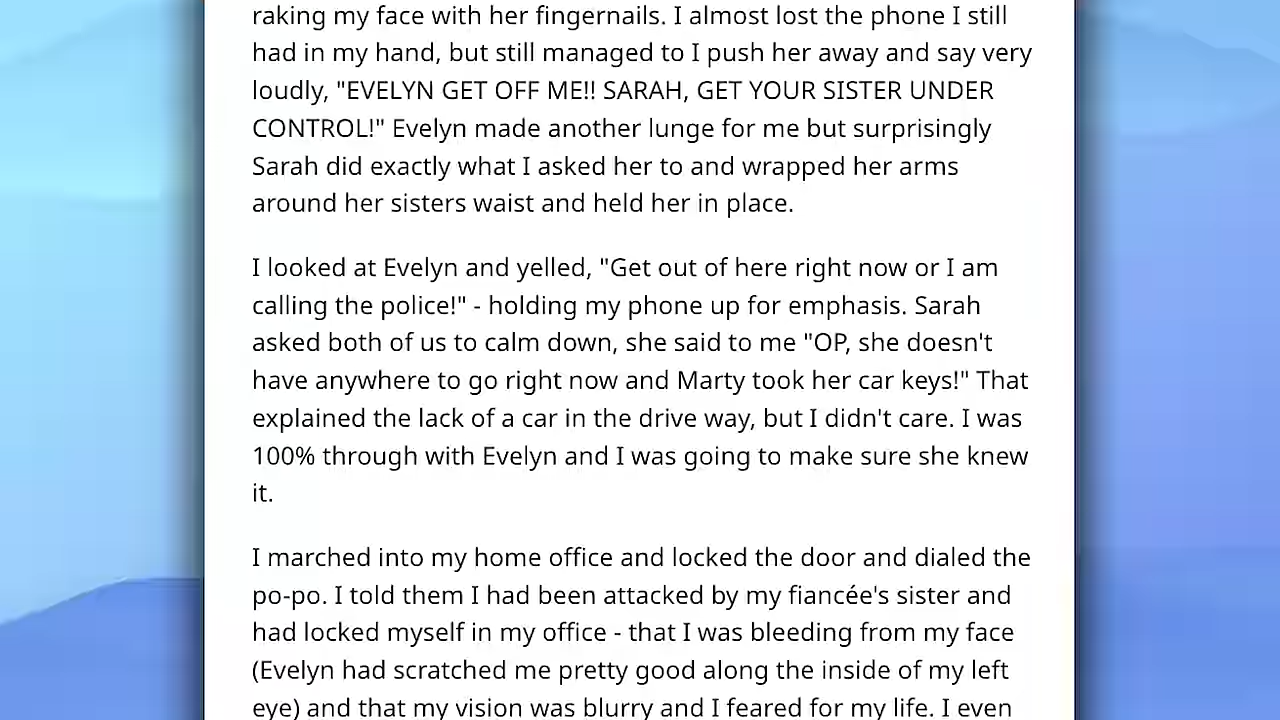 raking my face with her fingernails. I almost lost the phone I still
had in my hand, but still managed to I push her away and say very
loudly, "EVELYN GET OFF ME!! SARAH, GET YOUR SISTER UNDER
CONTROL!" Evelyn made another lunge for me but surprisingly
Sarah did exactly what I asked her to and wrapped her arms
around her sisters waist and held her in place.
I looked at Evelyn and yelled, "Get out of here right now or I am
calling the police!" - holding my phone up for emphasis. Sarah
asked both of us to calm down, she said to me "OP, she doesn't
have anywhere to go right now and Marty took her car keys!" That
explained the lack of a car in the drive way, but I didn't care. I was
100% through with Evelyn and I was going to make sure she knew
it.
I marched into my home office and locked the door and dialed the
po-po. I told them I had been attacked by my fiancée's sister and
had locked myself in my office - that I was bleeding from my face
(Evelyn had scratched me pretty good along the inside of my left
eye) and that my vision was blurry and I feared for my life. I even